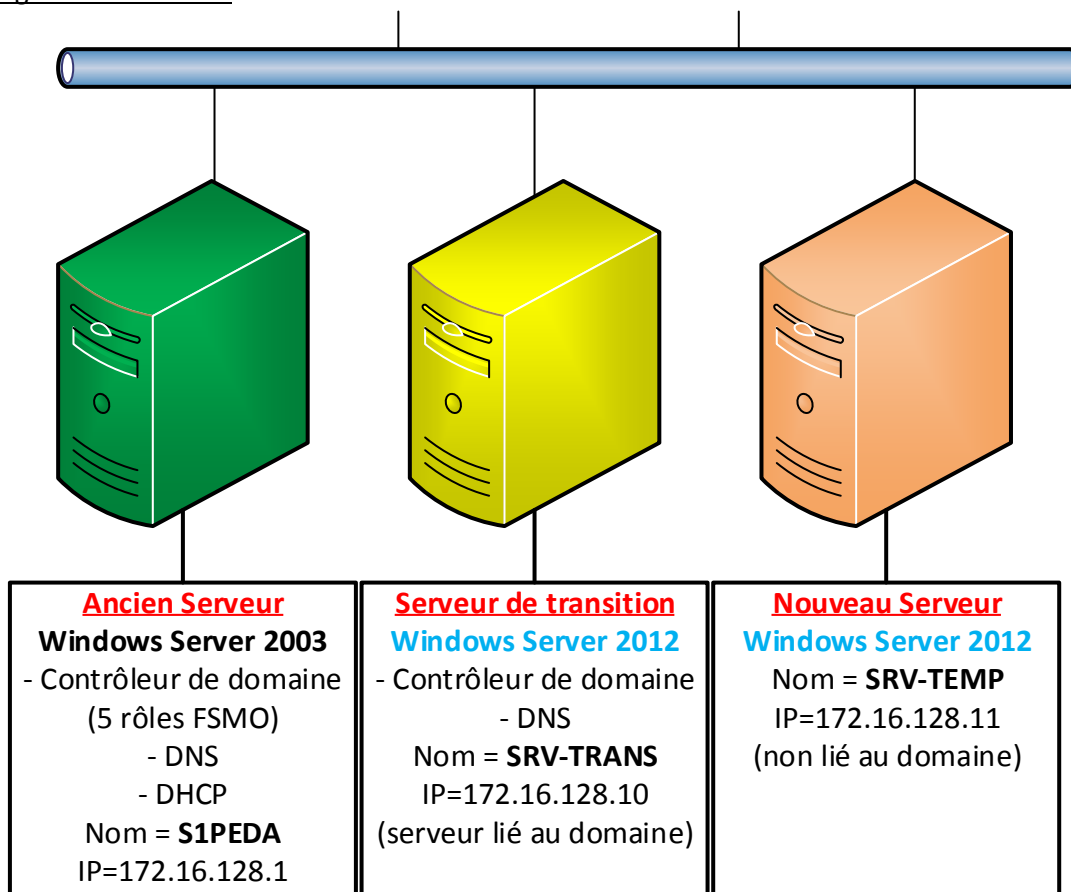 Ancien Serveur
Windows Server 2003
- Contrôleur de domaine
(5 rôles FSMO)
- DNS
- DHCP
Nom = S1PEDA
IP=172.16.128.1
Serveur de transition
Windows Server 2012
- Contrôleur de domaine
- DNS
Nom = SRV-TRANS
IP=172.16.128.10
(serveur lié au domaine)
Nouveau Serveur
Windows Server 2012
Nom = SRV-TEMP
IP=172.16.128.11
(non lié au domaine)